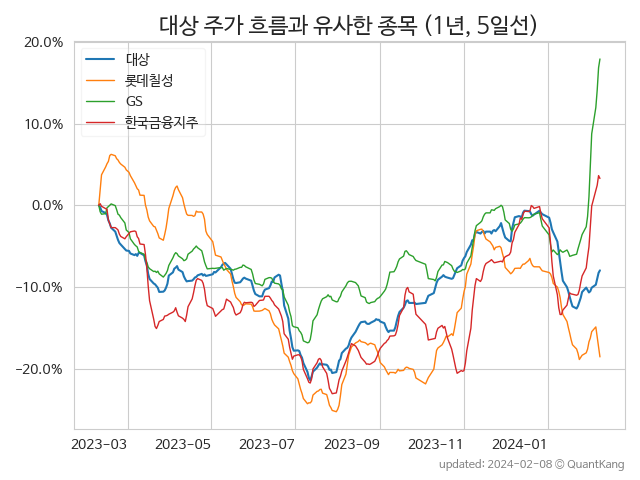 대상 주가 흐름과 유사한 종목 (1년, 5일선)
대상
롯데칠성
GS
한국금융지주
20.0%
10.0%
0.0%
−10.0%
−20.0%
2023-03
2023-05
2023-07
2023-09
2023-11
2024-01
updated: 2024-02-08 © QuantKang